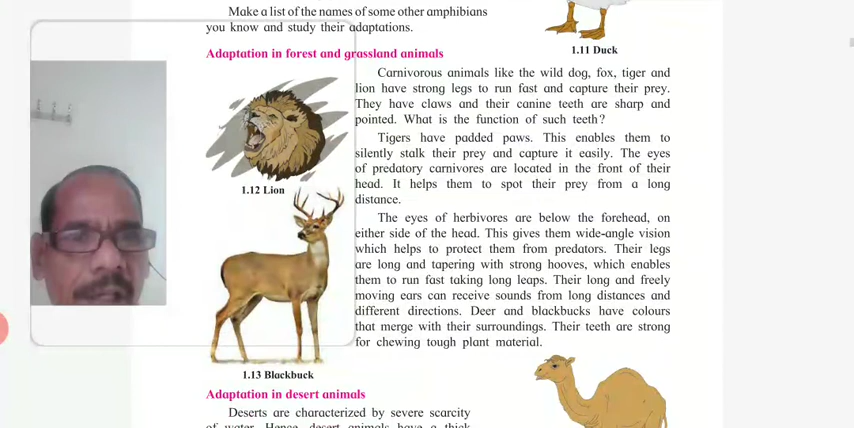 Make a list of the names of some other amphibians
you know and study their adaptations.
1.11 Duck
Adaptation in forest and grassland animals
Carnivorous animals like the wild dog, fox, tiger and
lion have strong legs to run fast and capture their prey.
They have claws and their canine teeth are sharp and
pointed. What is the function of such teeth?
Tigers have padded paws. This enables them to
silently stalk their prey and capture it easily. The eyes
of predatory carnivores are located in the front of their
head. It helps them to spot their prey from a long
distance.
1.12 Lion
The eyes of herbivores are below the forehead, on
either side of the head. This gives them wide-angle vision
which helps to protect them from predators. Their legs
are long and tapering with strong hooves, which enables
them to run fast taking long leaps. Their long and freely
moving ears can receive sounds from long distances and
different directions. Deer and blackbucks have colours
that merge with their surroundings. Their teeth are strong
for chewing tough plant material.
1.13 Blackbuck
Adaptation in desert animals
Deserts are characterized by severe scarcity
of water. Hence, desert animals have a thick